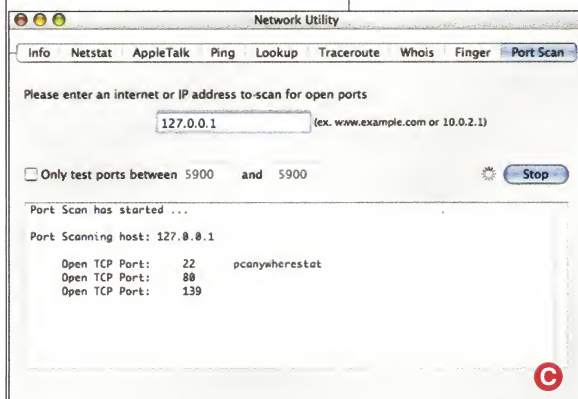 Network Utility
Info Netstat AppleTalk Ping Lookup Traceroute Whois Finger Port Scan
Please enter an internet or IP address to scan for open ports
127.0.0.1 (ex. www.example.com or 10.0.2.1)
Only test ports between 5900 and 5900 Stop
Port Scan has started ...
Port Scanning host: 127.0.0.1
Open TCP Port: 22 pcanywherestat
Open TCP Port: 80
Open TCP Port: 139
C